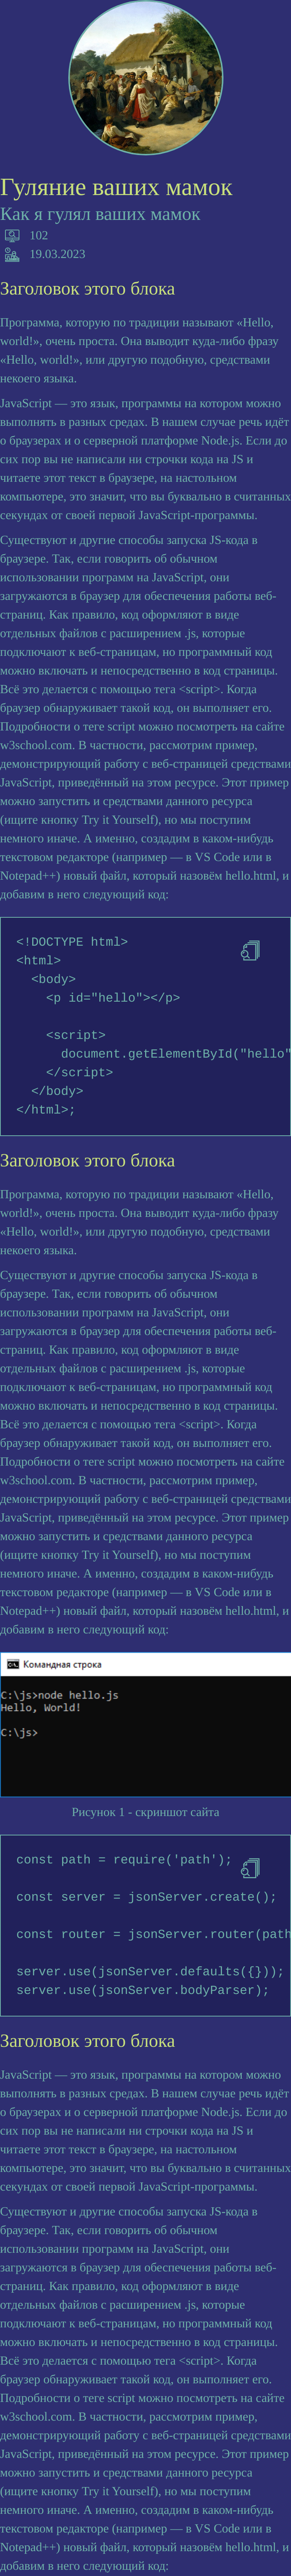 Гуляние ваших мамок
Как я гулял ваших мамок
102
19.03.2023
Заголовок этого блока
Программа, которую по традиции называют «Hello,
world!», очень проста. Она выводит куда-либо фразу
«Hello, world!», или другую подобную, средствами
некоего языка.
JavaScript — это язык, программы на котором можно
выполнять в разных средах. В нашем случае речь идёт
о браузерах и о серверной платформе Node.js. Если до
сих пор вы не написали ни строчки кода на JS и
читаете этот текст в браузере, на настольном
компьютере, это значит, что вы буквально в считанных
секундах от своей первой JavaScript-программы.
Существуют и другие способы запуска JS-кода в
браузере. Так, если говорить об обычном
использовании программ на JavaScript, они
загружаются в браузер для обеспечения работы веб-
страниц. Как правило, код оформляют в виде
отдельных файлов с расширением .js, которые
подключают к веб-страницам, но программный код
можно включать и непосредственно в код страницы.
Всё это делается с помощью тега <script>. Когда
браузер обнаруживает такой код, он выполняет его.
Подробности о теге script можно посмотреть на сайте
w3school.com. В частности, рассмотрим пример,
демонстрирующий работу с веб-страницей средствами
JavaScript, приведённый на этом ресурсе. Этот пример
можно запустить и средствами данного ресурса
(ищите кнопку Try it Yourself), но мы поступим
немного иначе. А именно, создадим в каком-нибудь
текстовом редакторе (например — в VS Code или в
Notepad++) новый файл, который назовём hello.html, и
добавим в него следующий код:
<!DOCTYPE html>
<html>
<body>
<p id="hello"></p>
<script>
document.getElementById("hello"
</script>
</body>
</html>;
Заголовок этого блока
Программа, которую по традиции называют «Hello,
world!», очень проста. Она выводит куда-либо фразу
«Hello, world!», или другую подобную, средствами
некоего языка.
Существуют и другие способы запуска JS-кода в
браузере. Так, если говорить об обычном
использовании программ на JavaScript, они
загружаются в браузер для обеспечения работы веб-
страниц. Как правило, код оформляют в виде
отдельных файлов с расширением .js, которые
подключают к веб-страницам, но программный код
можно включать и непосредственно в код страницы.
Всё это делается с помощью тега <script>. Когда
браузер обнаруживает такой код, он выполняет его.
Подробности о теге script можно посмотреть на сайте
w3school.com. В частности, рассмотрим пример,
демонстрирующий работу с веб-страницей средствами
JavaScript, приведённый на этом ресурсе. Этот пример
можно запустить и средствами данного ресурса
(ищите кнопку Try it Yourself), но мы поступим
немного иначе. А именно, создадим в каком-нибудь
текстовом редакторе (например — в VS Code или в
Notepad++) новый файл, который назовём hello.html, и
добавим в него следующий код:
Командная строка
C:\js>node hello.js
Hello, World!
C:\js>
Рисунок 1 - скриншот сайта
const path = require('path');
const server = jsonServer.create();
const router = jsonServer.router(path
server.use(jsonServer.defaults({}));
server.use(jsonServer.bodyParser);
Заголовок этого блока
JavaScript — это язык, программы на котором можно
выполнять в разных средах. В нашем случае речь идёт
о браузерах и о серверной платформе Node.js. Если до
сих пор вы не написали ни строчки кода на JS и
читаете этот текст в браузере, на настольном
компьютере, это значит, что вы буквально в считанных
секундах от своей первой JavaScript-программы.
Существуют и другие способы запуска JS-кода в
браузере. Так, если говорить об обычном
использовании программ на JavaScript, они
загружаются в браузер для обеспечения работы веб-
страниц. Как правило, код оформляют в виде
отдельных файлов с расширением .js, которые
подключают к веб-страницам, но программный код
можно включать и непосредственно в код страницы.
Всё это делается с помощью тега <script>. Когда
браузер обнаруживает такой код, он выполняет его.
Подробности о теге script можно посмотреть на сайте
w3school.com. В частности, рассмотрим пример,
демонстрирующий работу с веб-страницей средствами
JavaScript, приведённый на этом ресурсе. Этот пример
можно запустить и средствами данного ресурса
(ищите кнопку Try it Yourself), но мы поступим
немного иначе. А именно, создадим в каком-нибудь
текстовом редакторе (например — в VS Code или в
Notepad++) новый файл, который назовём hello.html, и
добавим в него следующий код: